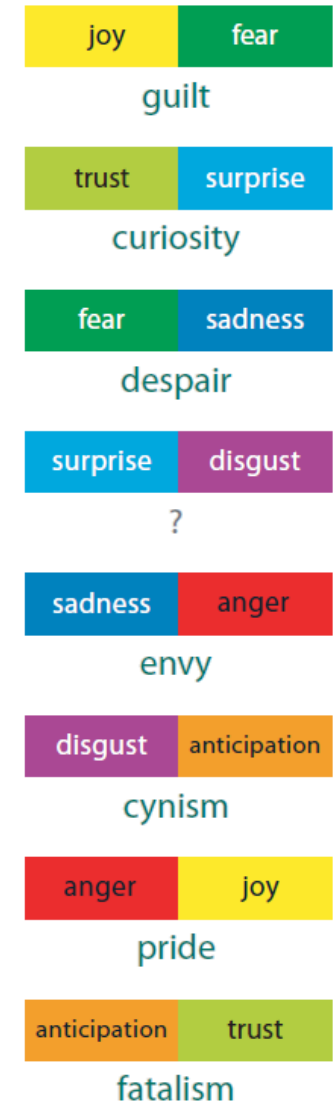 joy fear
guilt
trust surprise
curiosity
fear sadness
despair
surprise disgust
?
sadness anger
envy
disgust anticipation
cynism
anger joy
pride
anticipation trust
fatalism